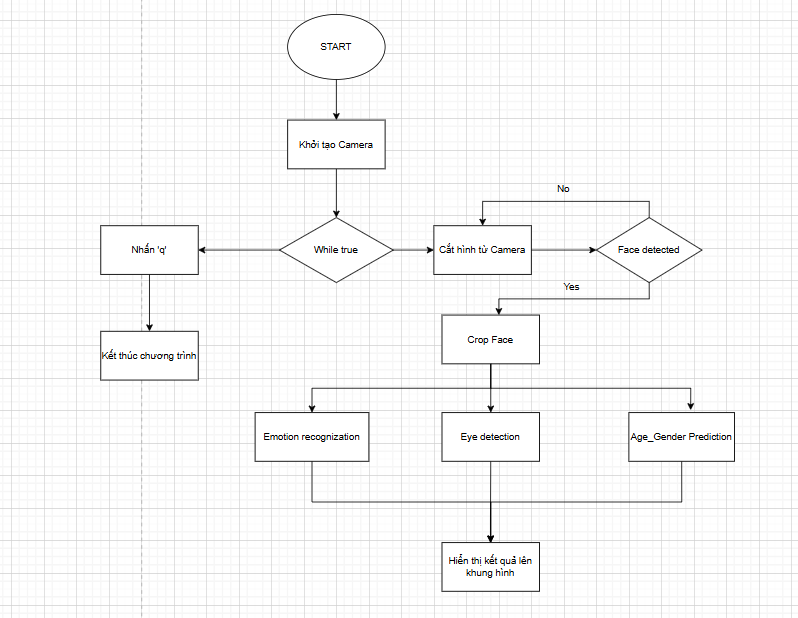 START
Khởi tạo Camera
No
Nhấn 'q'
While true
Cắt hình từ Camera
Face detected
Yes
Crop Face
Kết thúc chương trình
Emotion recognization
Eye detection
Age_Gender Prediction
Hiển thị kết quả lên
khung hình